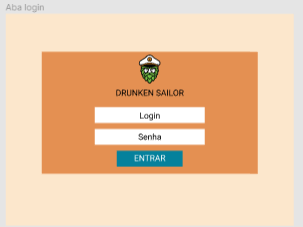 Aba login
DRUNKEN SAILOR
Login
Senha
ENTRAR